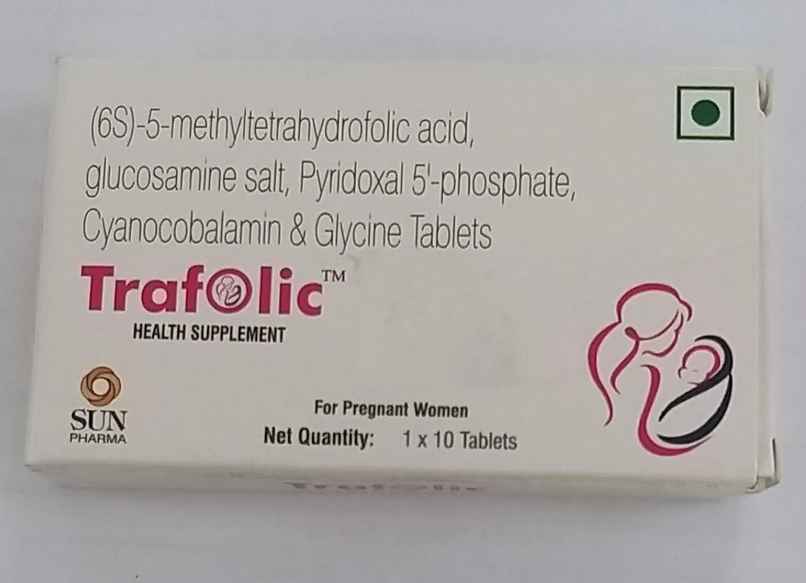 (6S)-5-methyltetrahydrofolic acid,
glucosamine salt, Pyridoxal 5'-phosphate,
Cyanocobalamin & Glycine Tablets
Trafolic™
HEALTH SUPPLEMENT
SUN
PHARMA
For Pregnant Women
Net Quantity: 1 x 10 Tablets
Trafolic